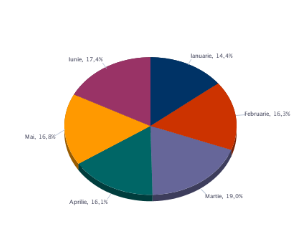 Ianuarie, 14,4%
Iunie, 17,4%
Februarie, 16,3%
Mai, 16,8%
Martie, 19,0%
Aprilie, 16,1%